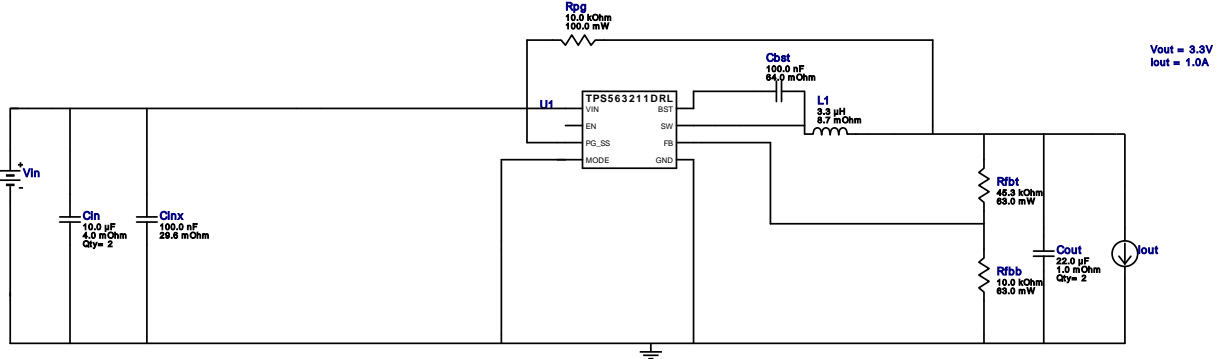 Rpg
10.0 kOhm
100.0 mW
Vout = 3.3V
Iout = 1.0A
Cbst
100.0 nF
64.0 mOhm
U1
TPS563211DRL
VIN
BST
EN
SW
PG_SS
FB
MODE
GND
L1
3.3 µH
8.7 mOhm
+
Vin
-
Cin
10.0 µF
4.0 mOhm
Qty= 2
Cinx
100.0 nF
29.6 mOhm
Rfbt
45.3 kOhm
63.0 mW
Rfbb
10.0 kOhm
63.0 mW
Cout
22.0 µF
1.0 mOhm
Qty= 2
Iout